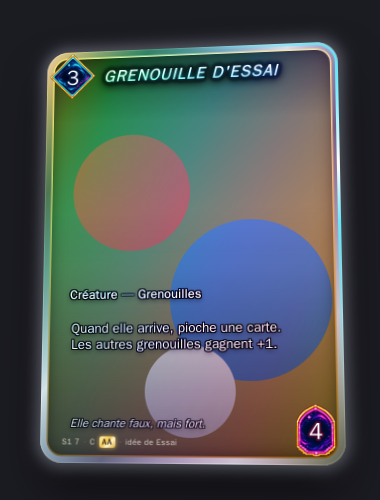 3
GRENOUILLE D'ESSAI
Créature — Grenouilles
Quand elle arrive, pioche une carte.
Les autres grenouilles gagnent +1.
Elle chante faux, mais fort.
S1 7 C AA idée de Essai
4